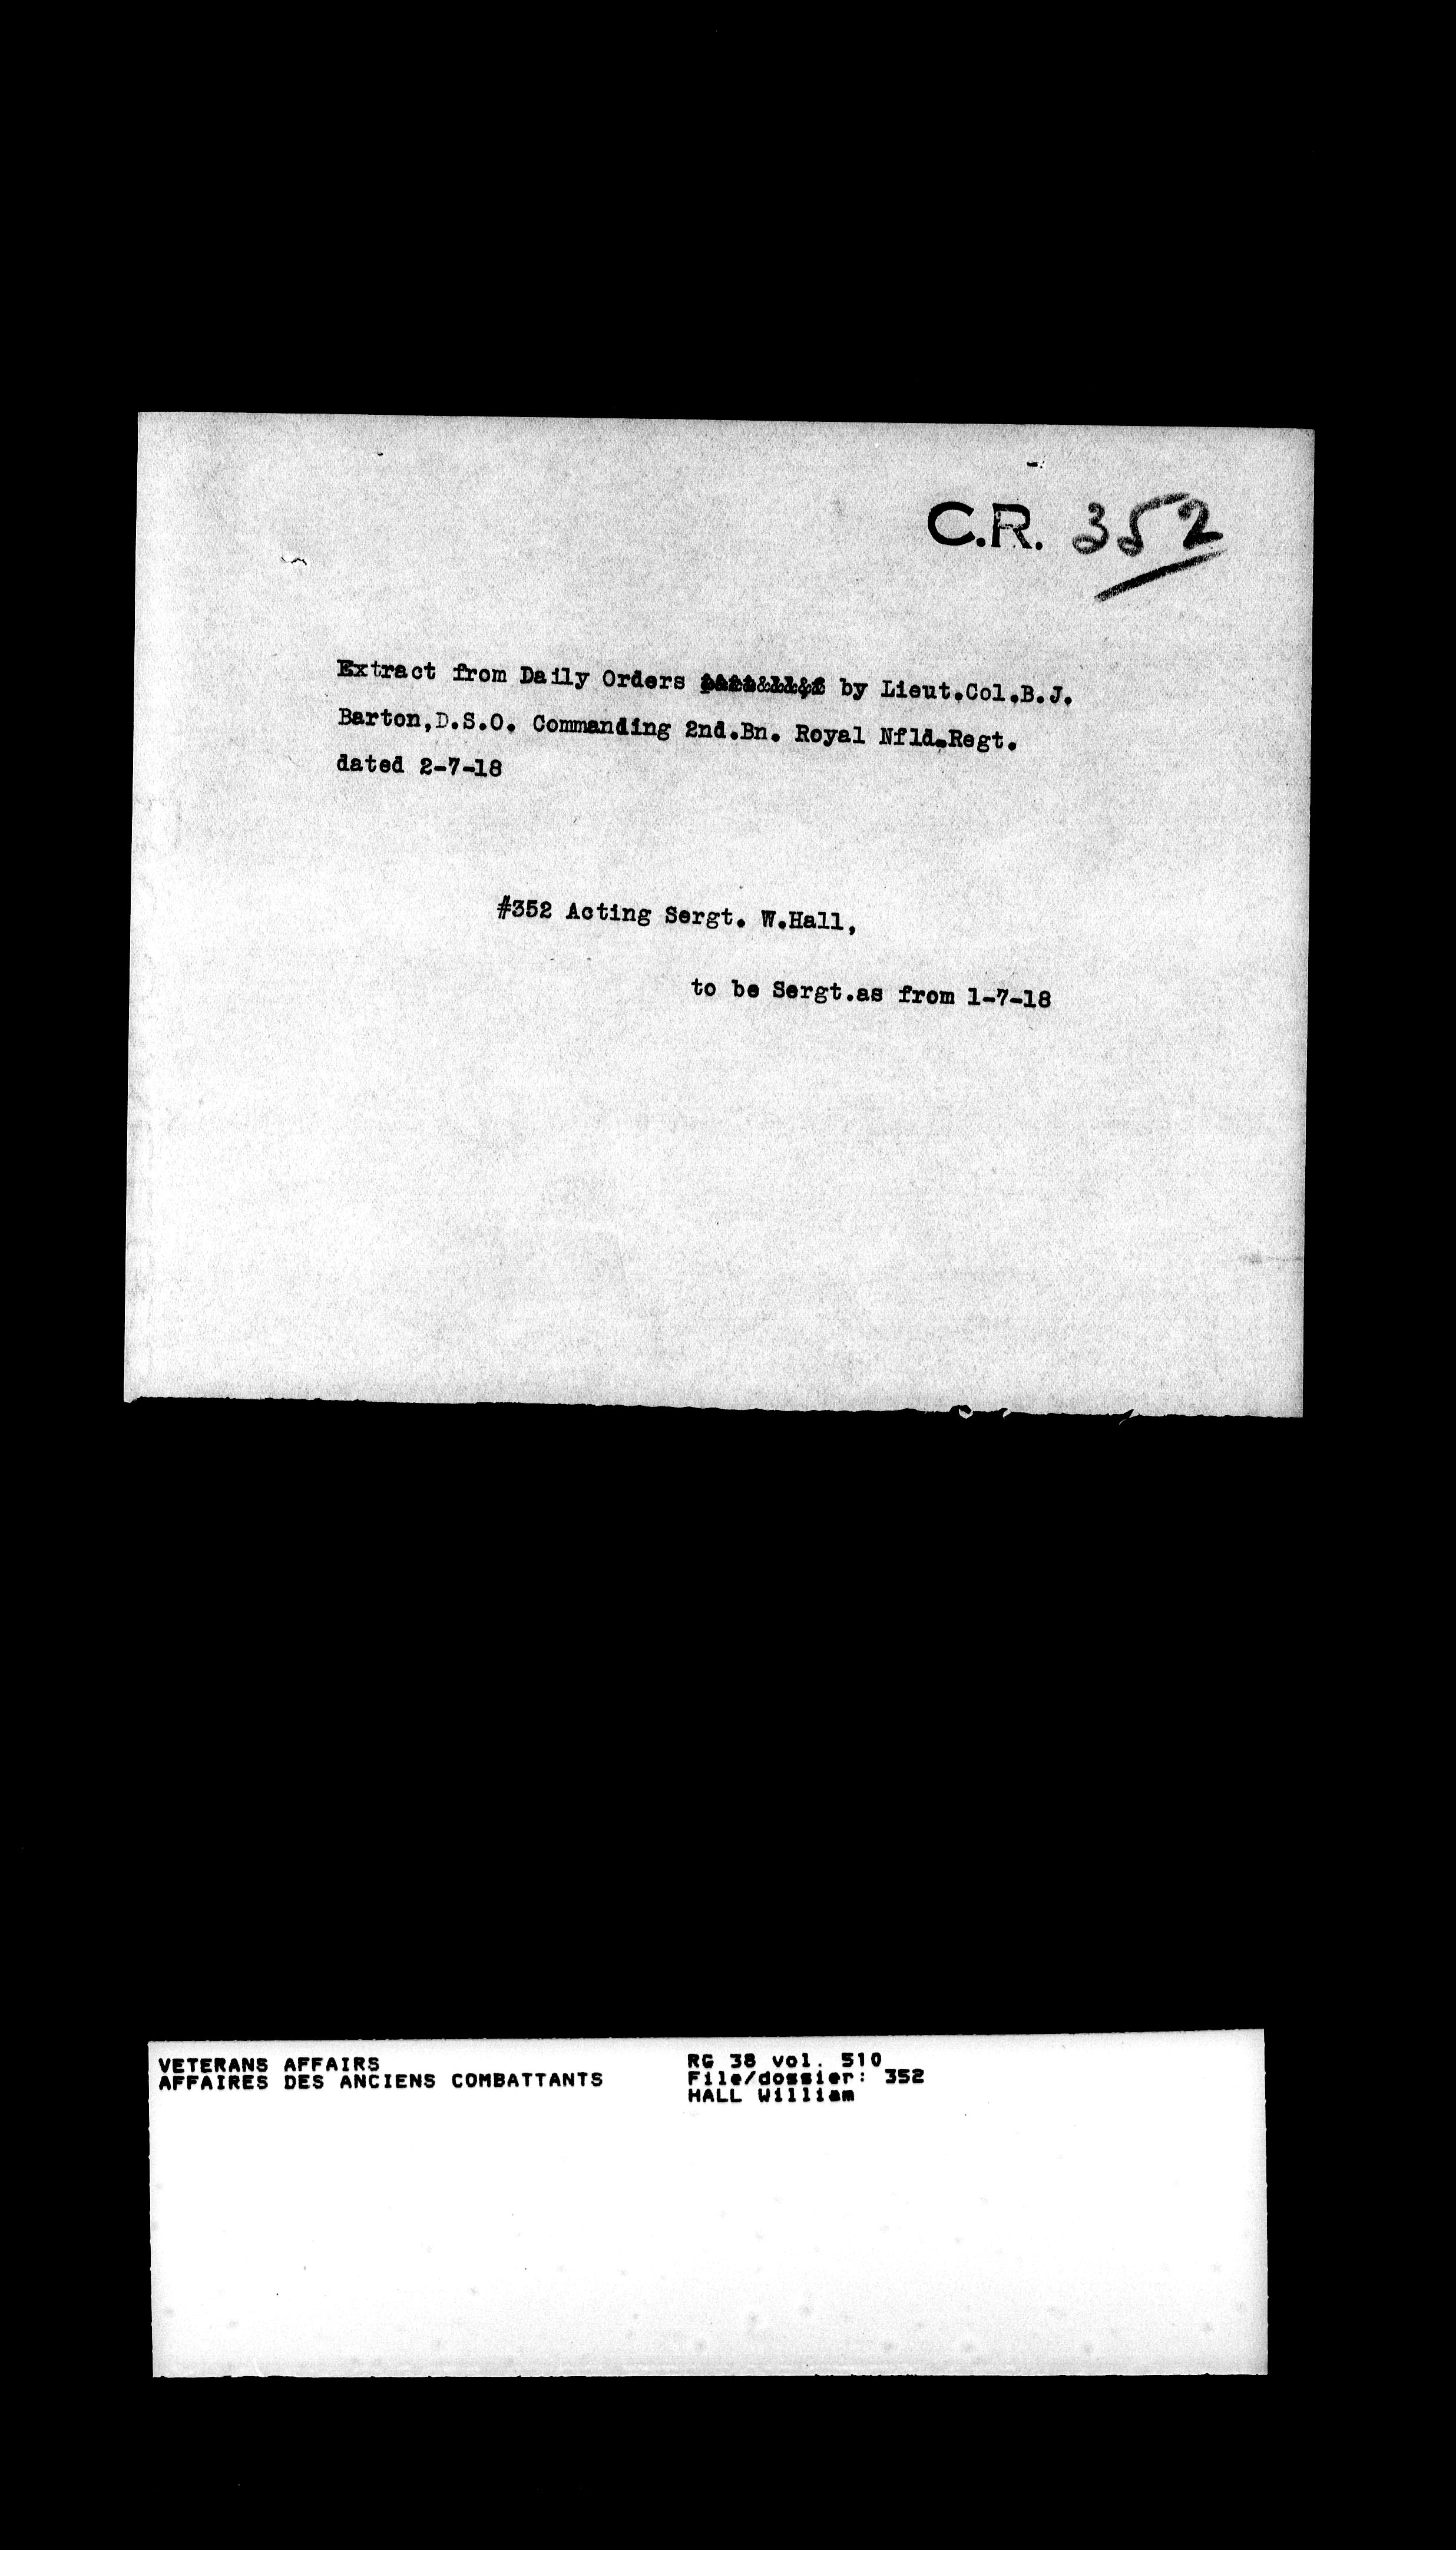 C.R. 352
Extract from Daily Orders by Lieut.Col.B.J.
Barton,D.S.O. Commanding 2nd.Bn. Royal Nfld.Regt.
dated 2-7-18
#352 Acting Sergt. W.Hall,
to be Sergt.as from 1-7-18
VETERANS AFFAIRS
AFFAIRES DES ANCIENS COMBATTANTS
RG 38 vol. 510
File/dossier: 352
HALL William